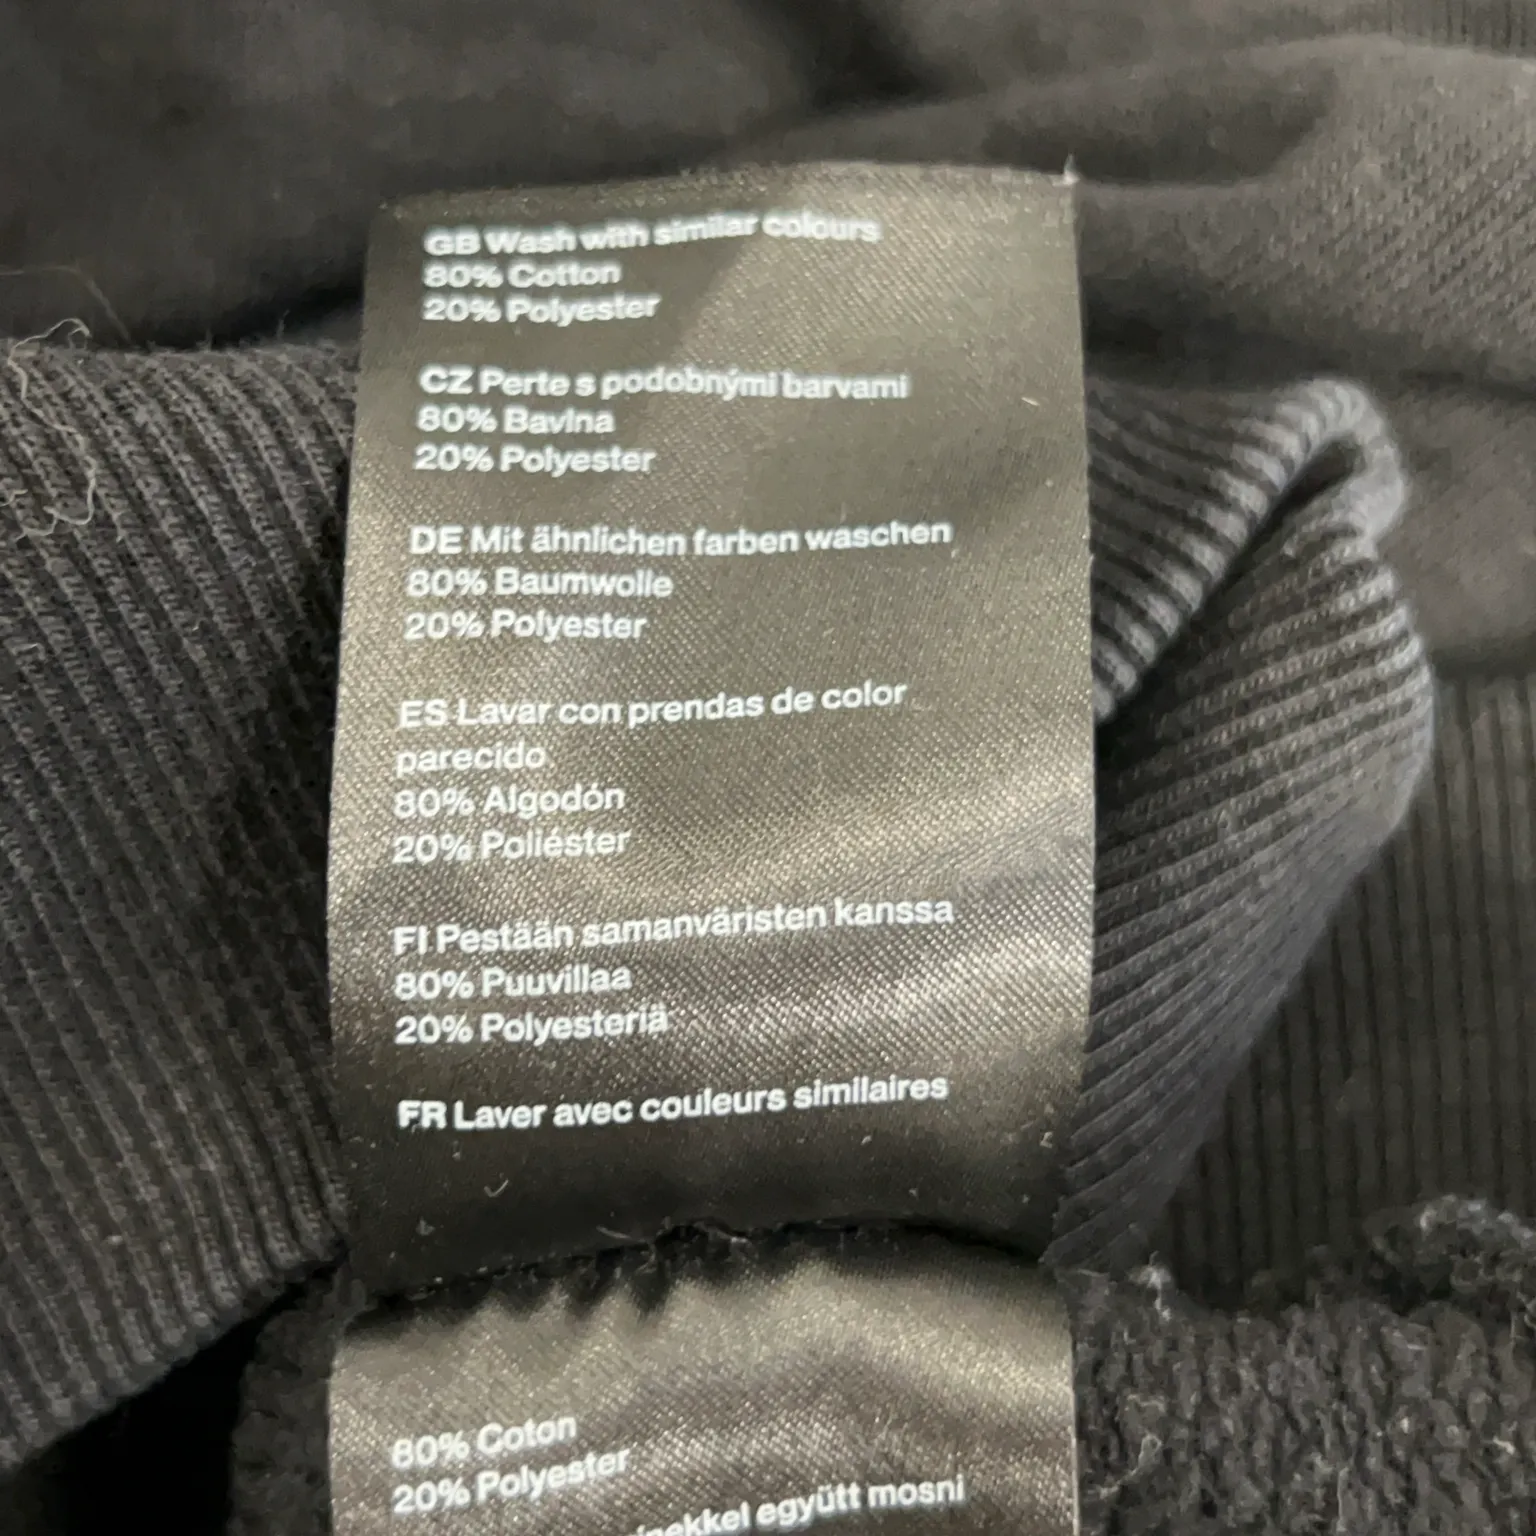 GB Wash with similar colours
80% Cotton
20% Polyester
CZ Perte s podobnými barvami
80% Bavlna
20% Polyester
DE Mit ähnlichen farben waschen
80% Baumwolle
20% Polyester
ES Lavar con prendas de color
parecido
80% Algodón
20% Poliéster
FI Pestään samanväristen kanssa
80% Puuvillaa
20% Polyesteriä
FR Laver avec couleurs similaires
80% Coton
20% Polyester
együtt mosni